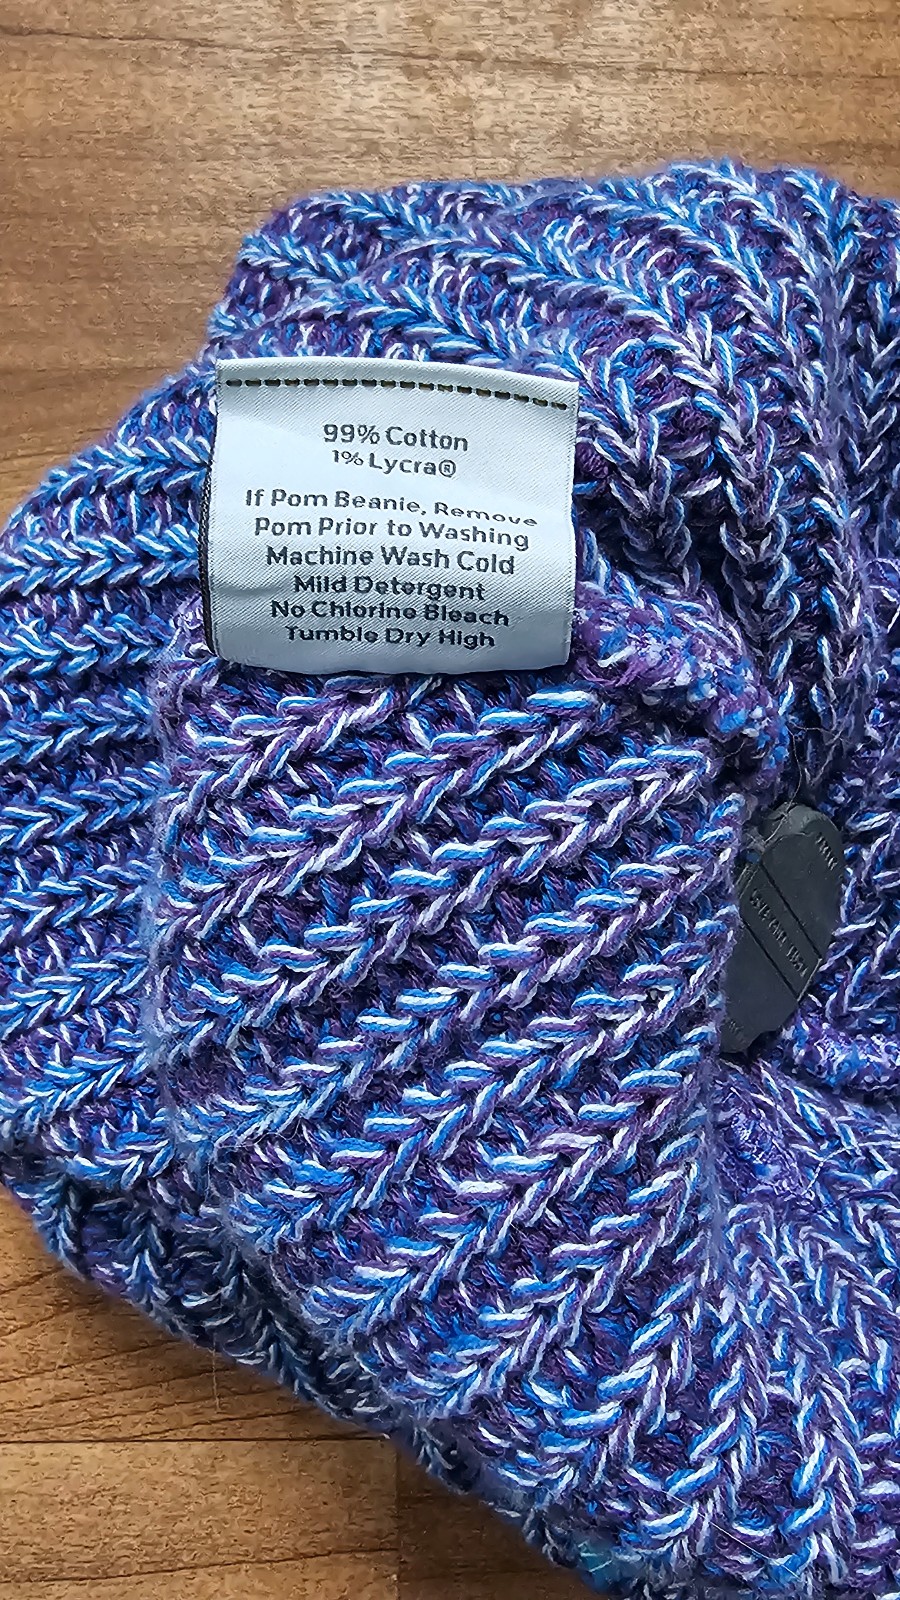 99% Cotton
1% Lycra®
If Pom Beanie, Remove
Pom Prior to Washing
Machine Wash Cold
Mild Detergent
No Chlorine Bleach
Tumble Dry High